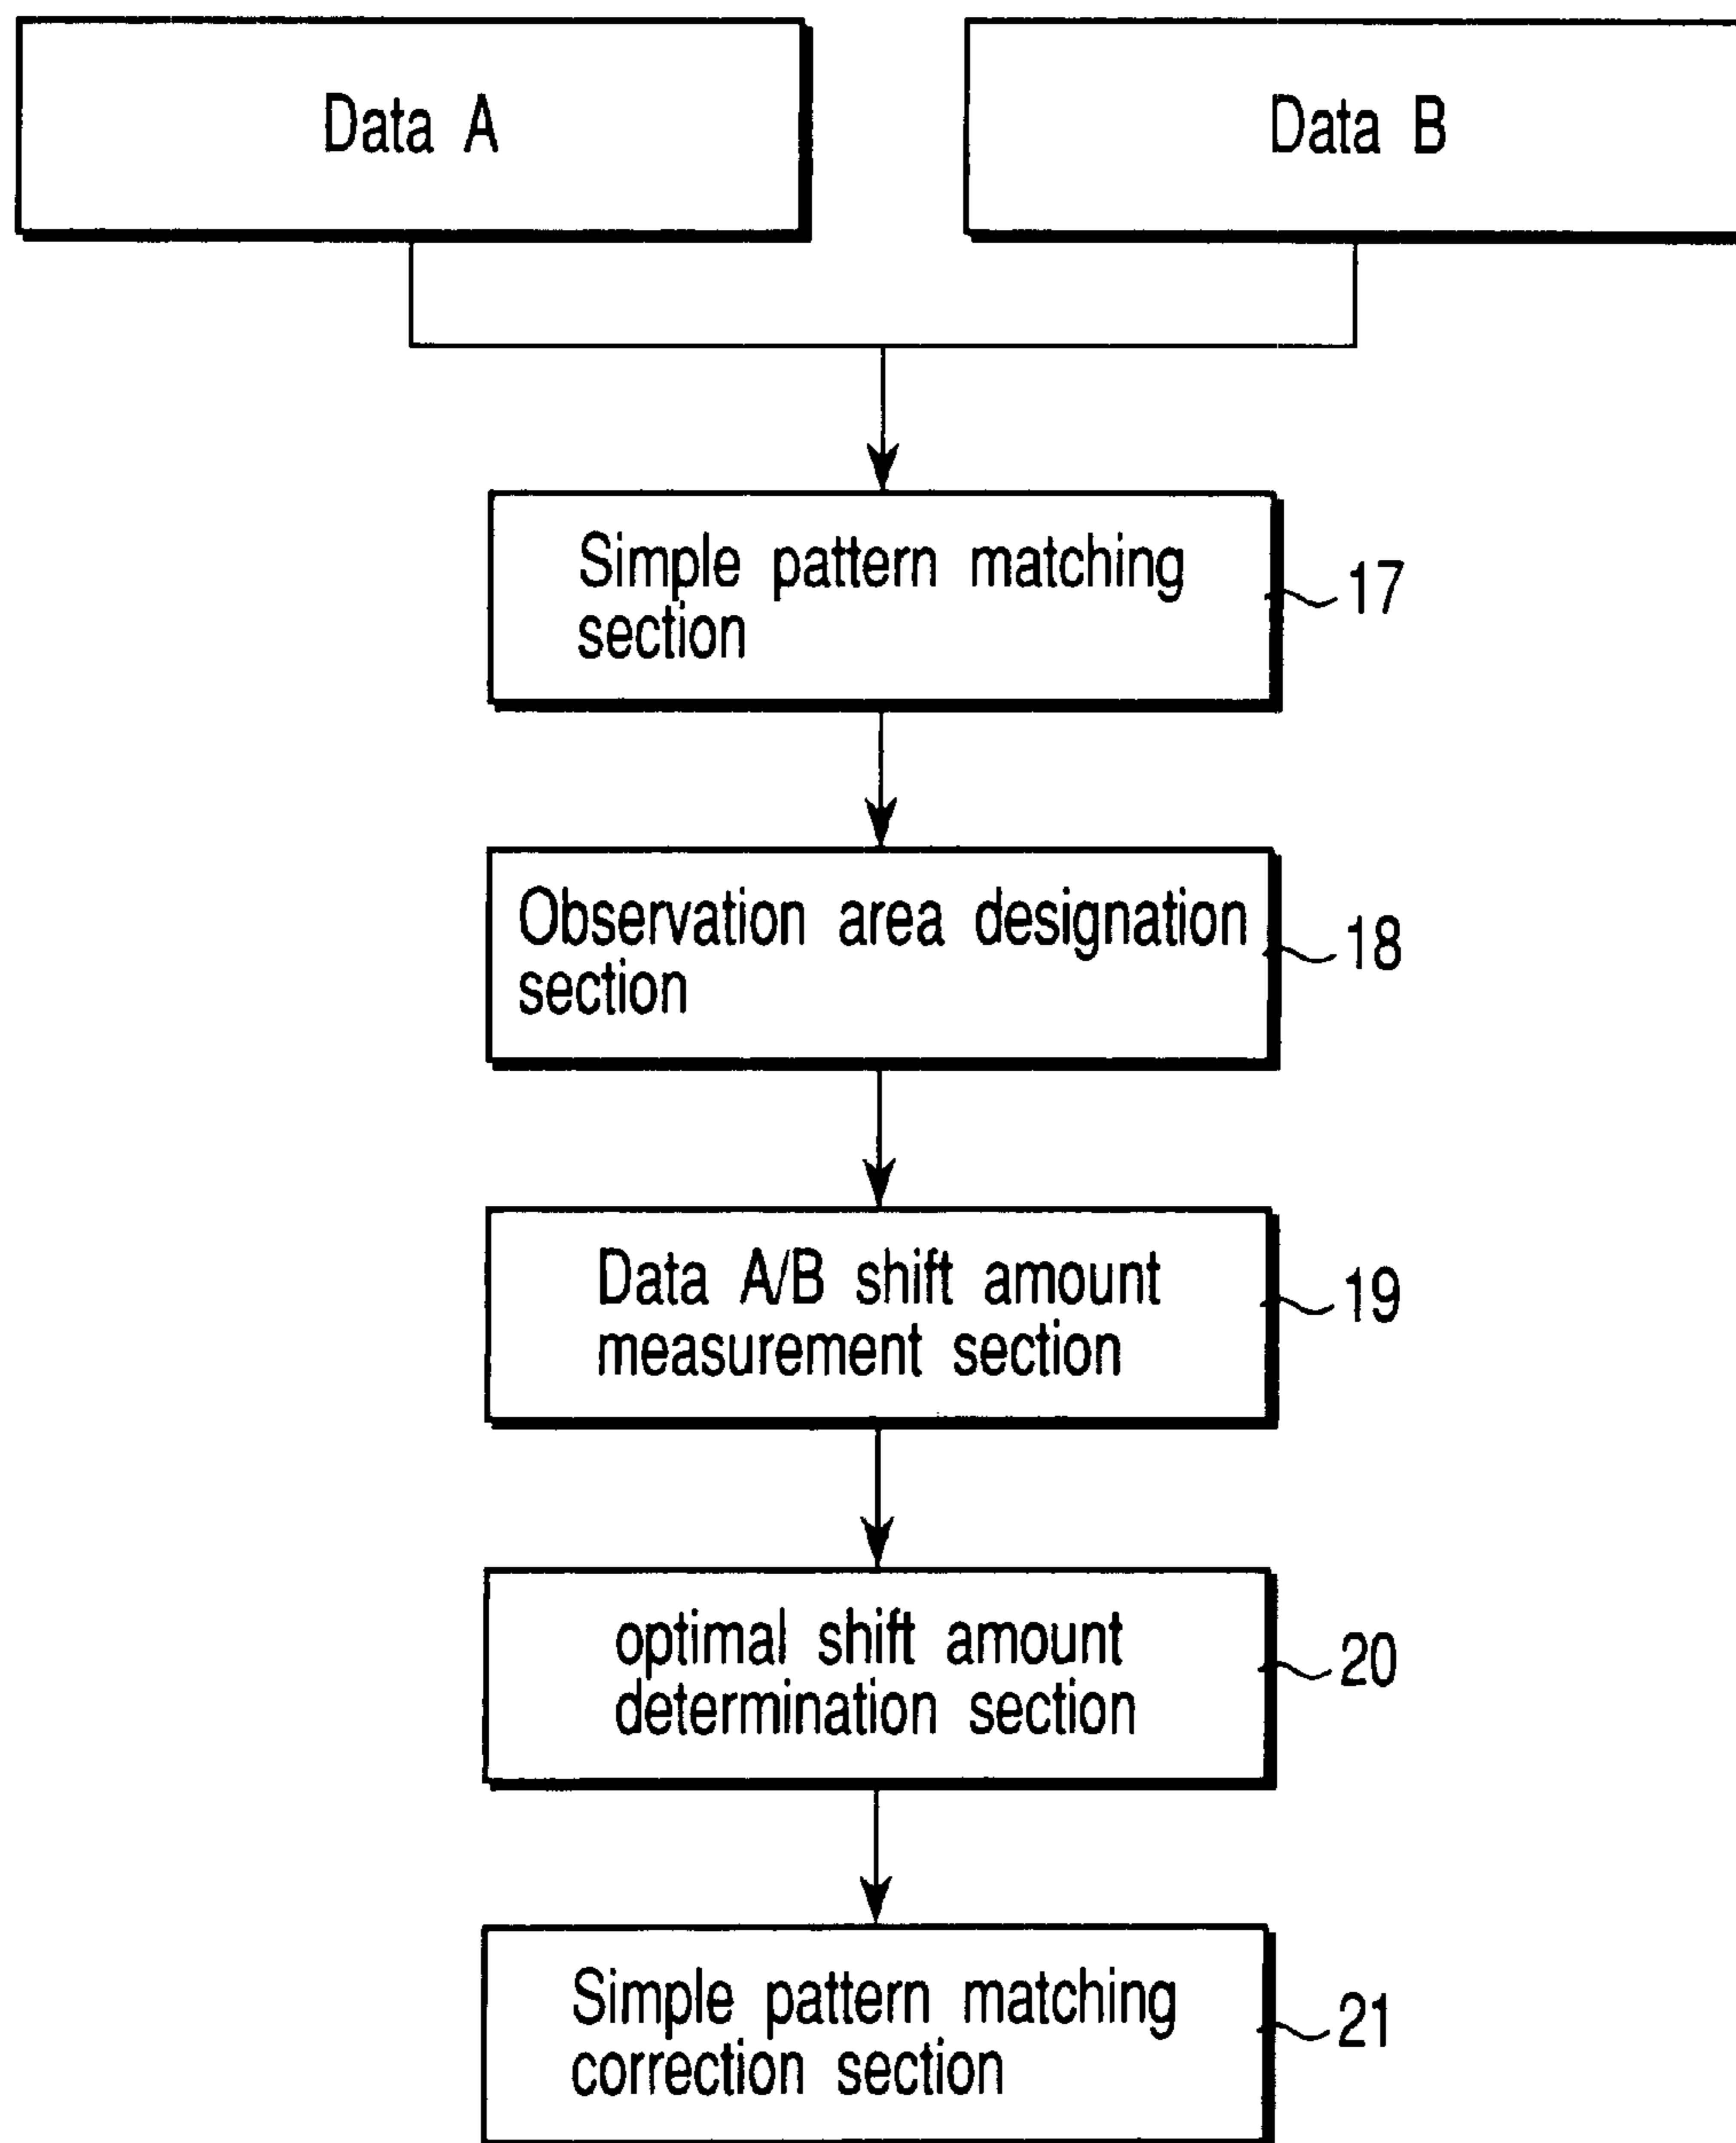 Data A
Data B
Simple pattern matching
section
17
Observation area designation
section
18
Data A/B shift amount
measurement section
19
optimal shift amount
determination section
20
Simple pattern matching
correction section
21